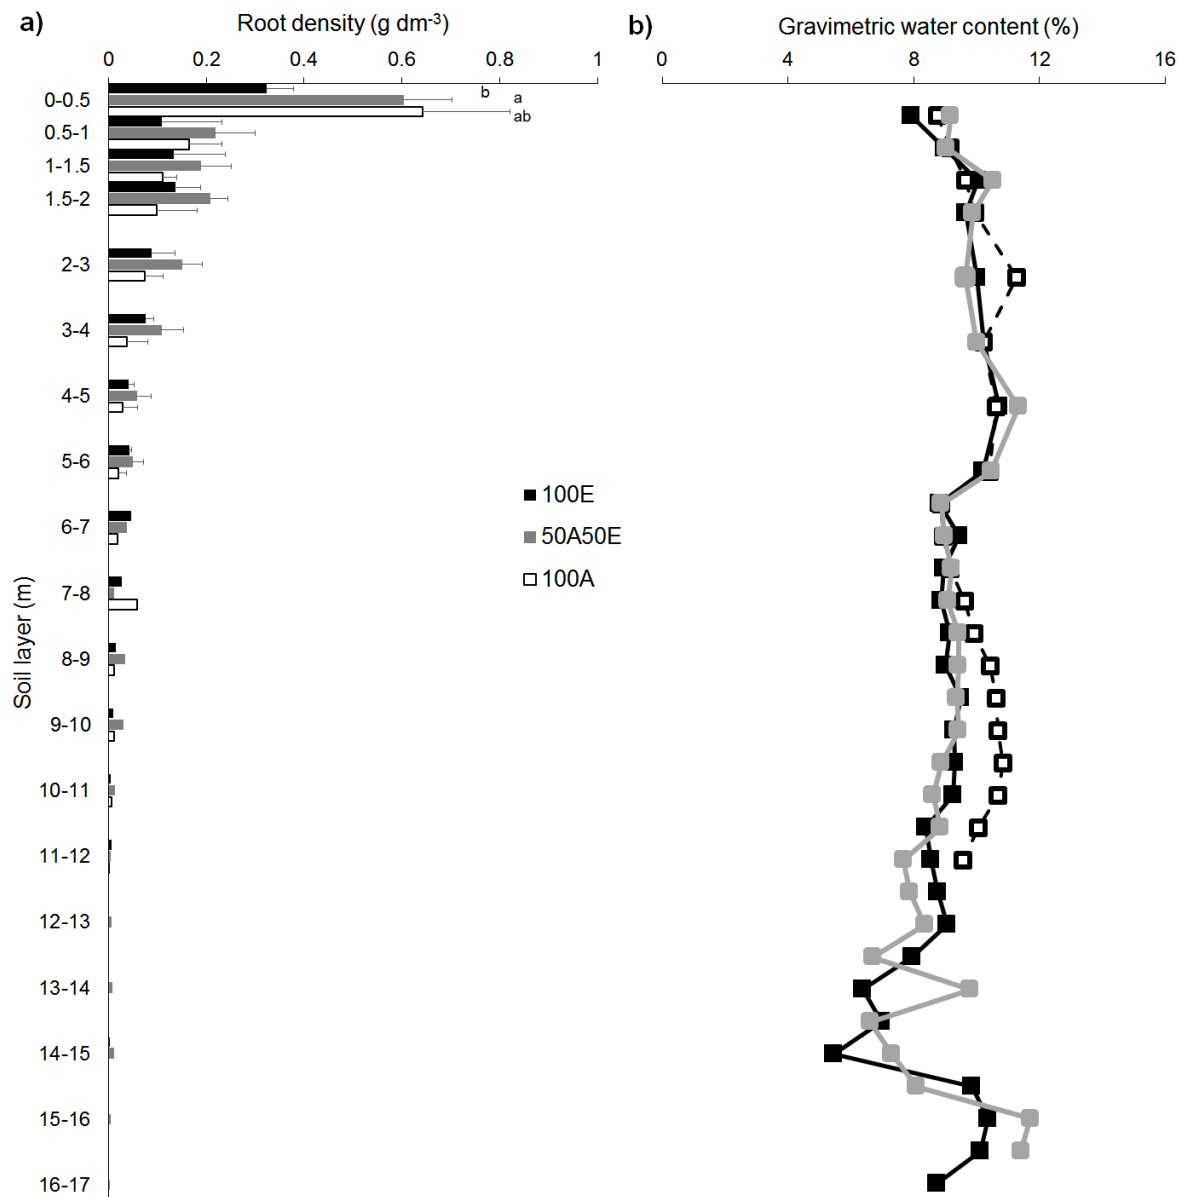 a)
Root density (g dm-3)
0 0.2 0.4 0.6 0.8 1
b)
Gravimetric water content (%)
0 4 8 12 16
Soil layer (m)
0-0.5
0.5-1
1-1.5
1.5-2
2-3
3-4
4-5
5-6
6-7
7-8
8-9
9-10
10-11
11-12
12-13
13-14
14-15
15-16
16-17
b
a
ab
100E
50A50E
100A